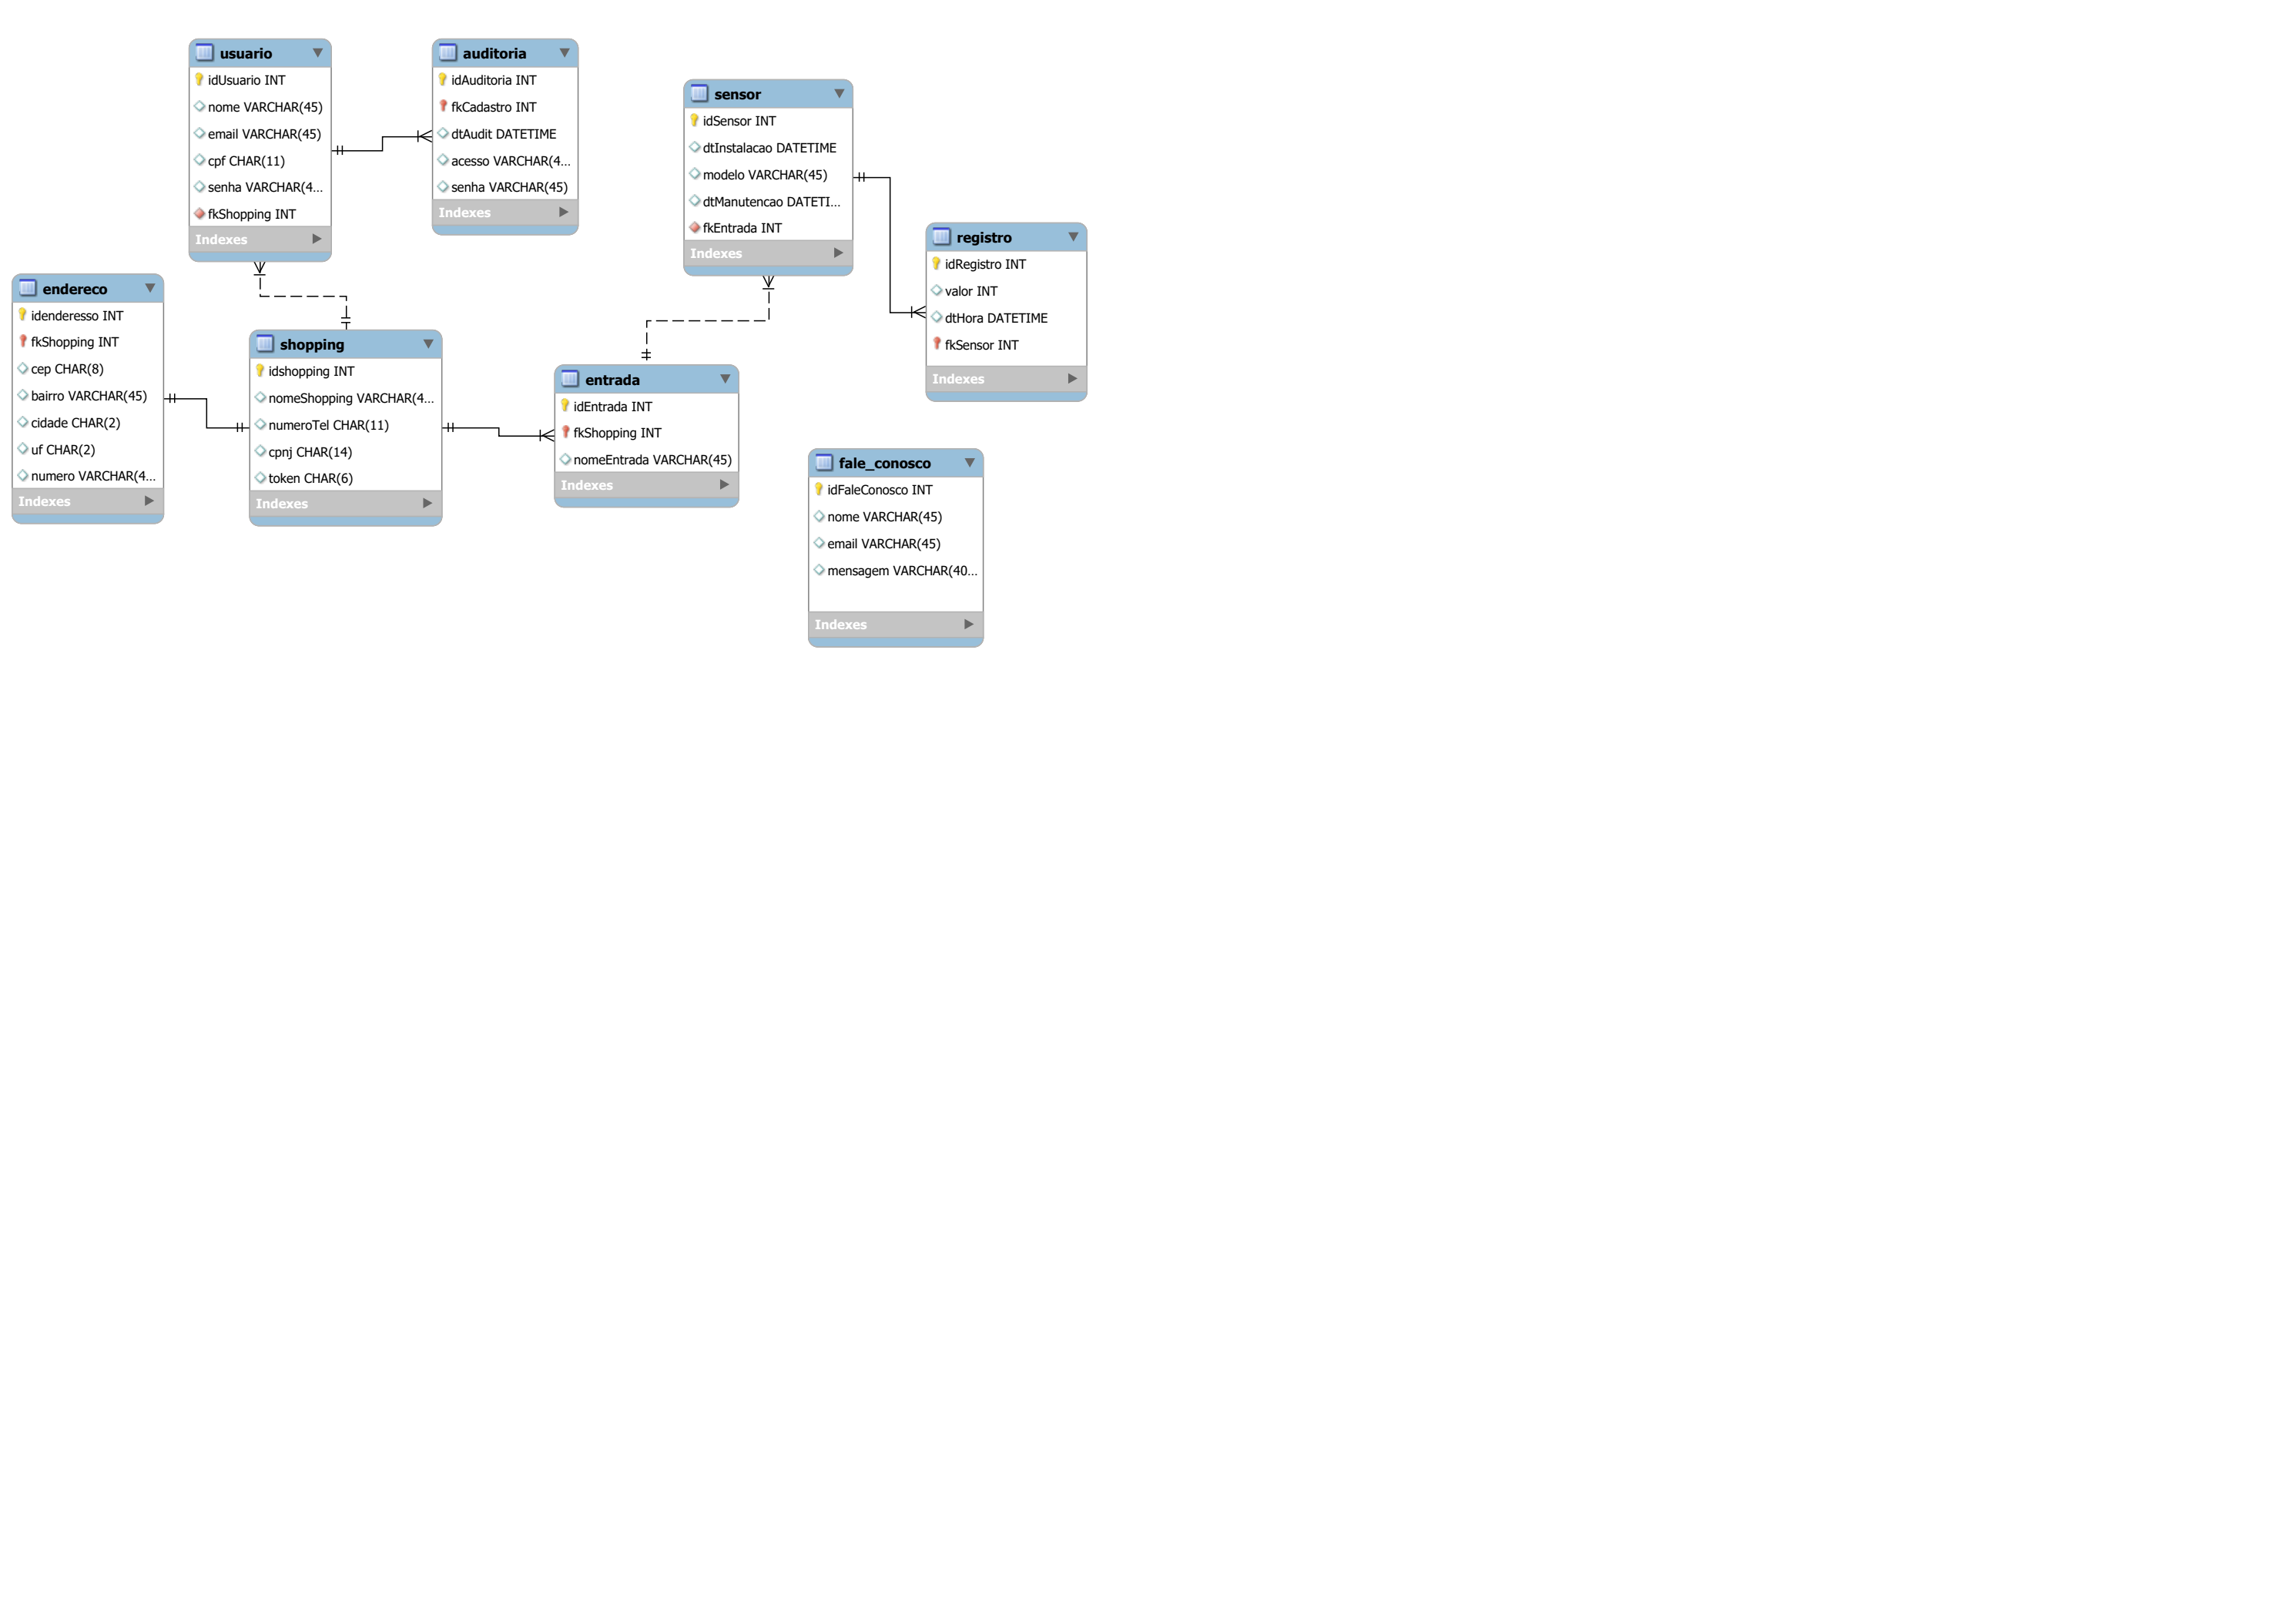 usuario
idUsuario INT
nome VARCHAR(45)
email VARCHAR(45)
cpf CHAR(11)
senha VARCHAR(4...
fkShopping INT
Indexes
auditoria
idAuditoria INT
fkCadastro INT
dtAudit DATETIME
acesso VARCHAR(4...
senha VARCHAR(45)
Indexes
sensor
idSensor INT
dtInstalacao DATETIME
modelo VARCHAR(45)
dtManutencao DATETI...
fkEntrada INT
Indexes
registro
idRegistro INT
valor INT
dtHora DATETIME
fkSensor INT
Indexes
endereco
idenderesso INT
fkShopping INT
cep CHAR(8)
bairro VARCHAR(45)
cidade CHAR(2)
uf CHAR(2)
numero VARCHAR(4...
Indexes
shopping
idshopping INT
nomeShopping VARCHAR(4...
numeroTel CHAR(11)
cpnj CHAR(14)
token CHAR(6)
Indexes
entrada
idEntrada INT
fkShopping INT
nomeEntrada VARCHAR(45)
Indexes
fale_conosco
idFaleConosco INT
nome VARCHAR(45)
email VARCHAR(45)
mensagem VARCHAR(40...
Indexes